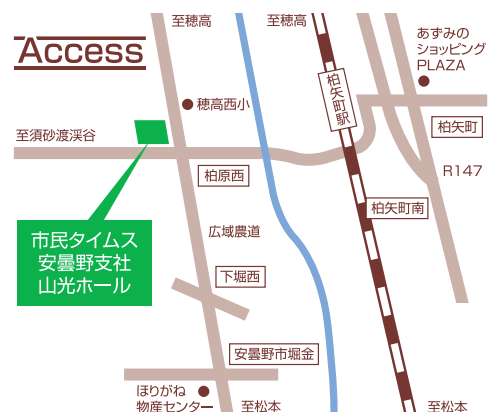 Access
至穂高
至穂高
あずみの
ショッピング
PLAZA
穂高西小
柏矢町駅
柏矢町
至須砂渡渓谷
柏原西
R147
柏矢町南
市民タイムス
安曇野支社
山光ホール
広域農道
下堀西
安曇野市堀金
ほりがね
物産センター
至松本
至松本